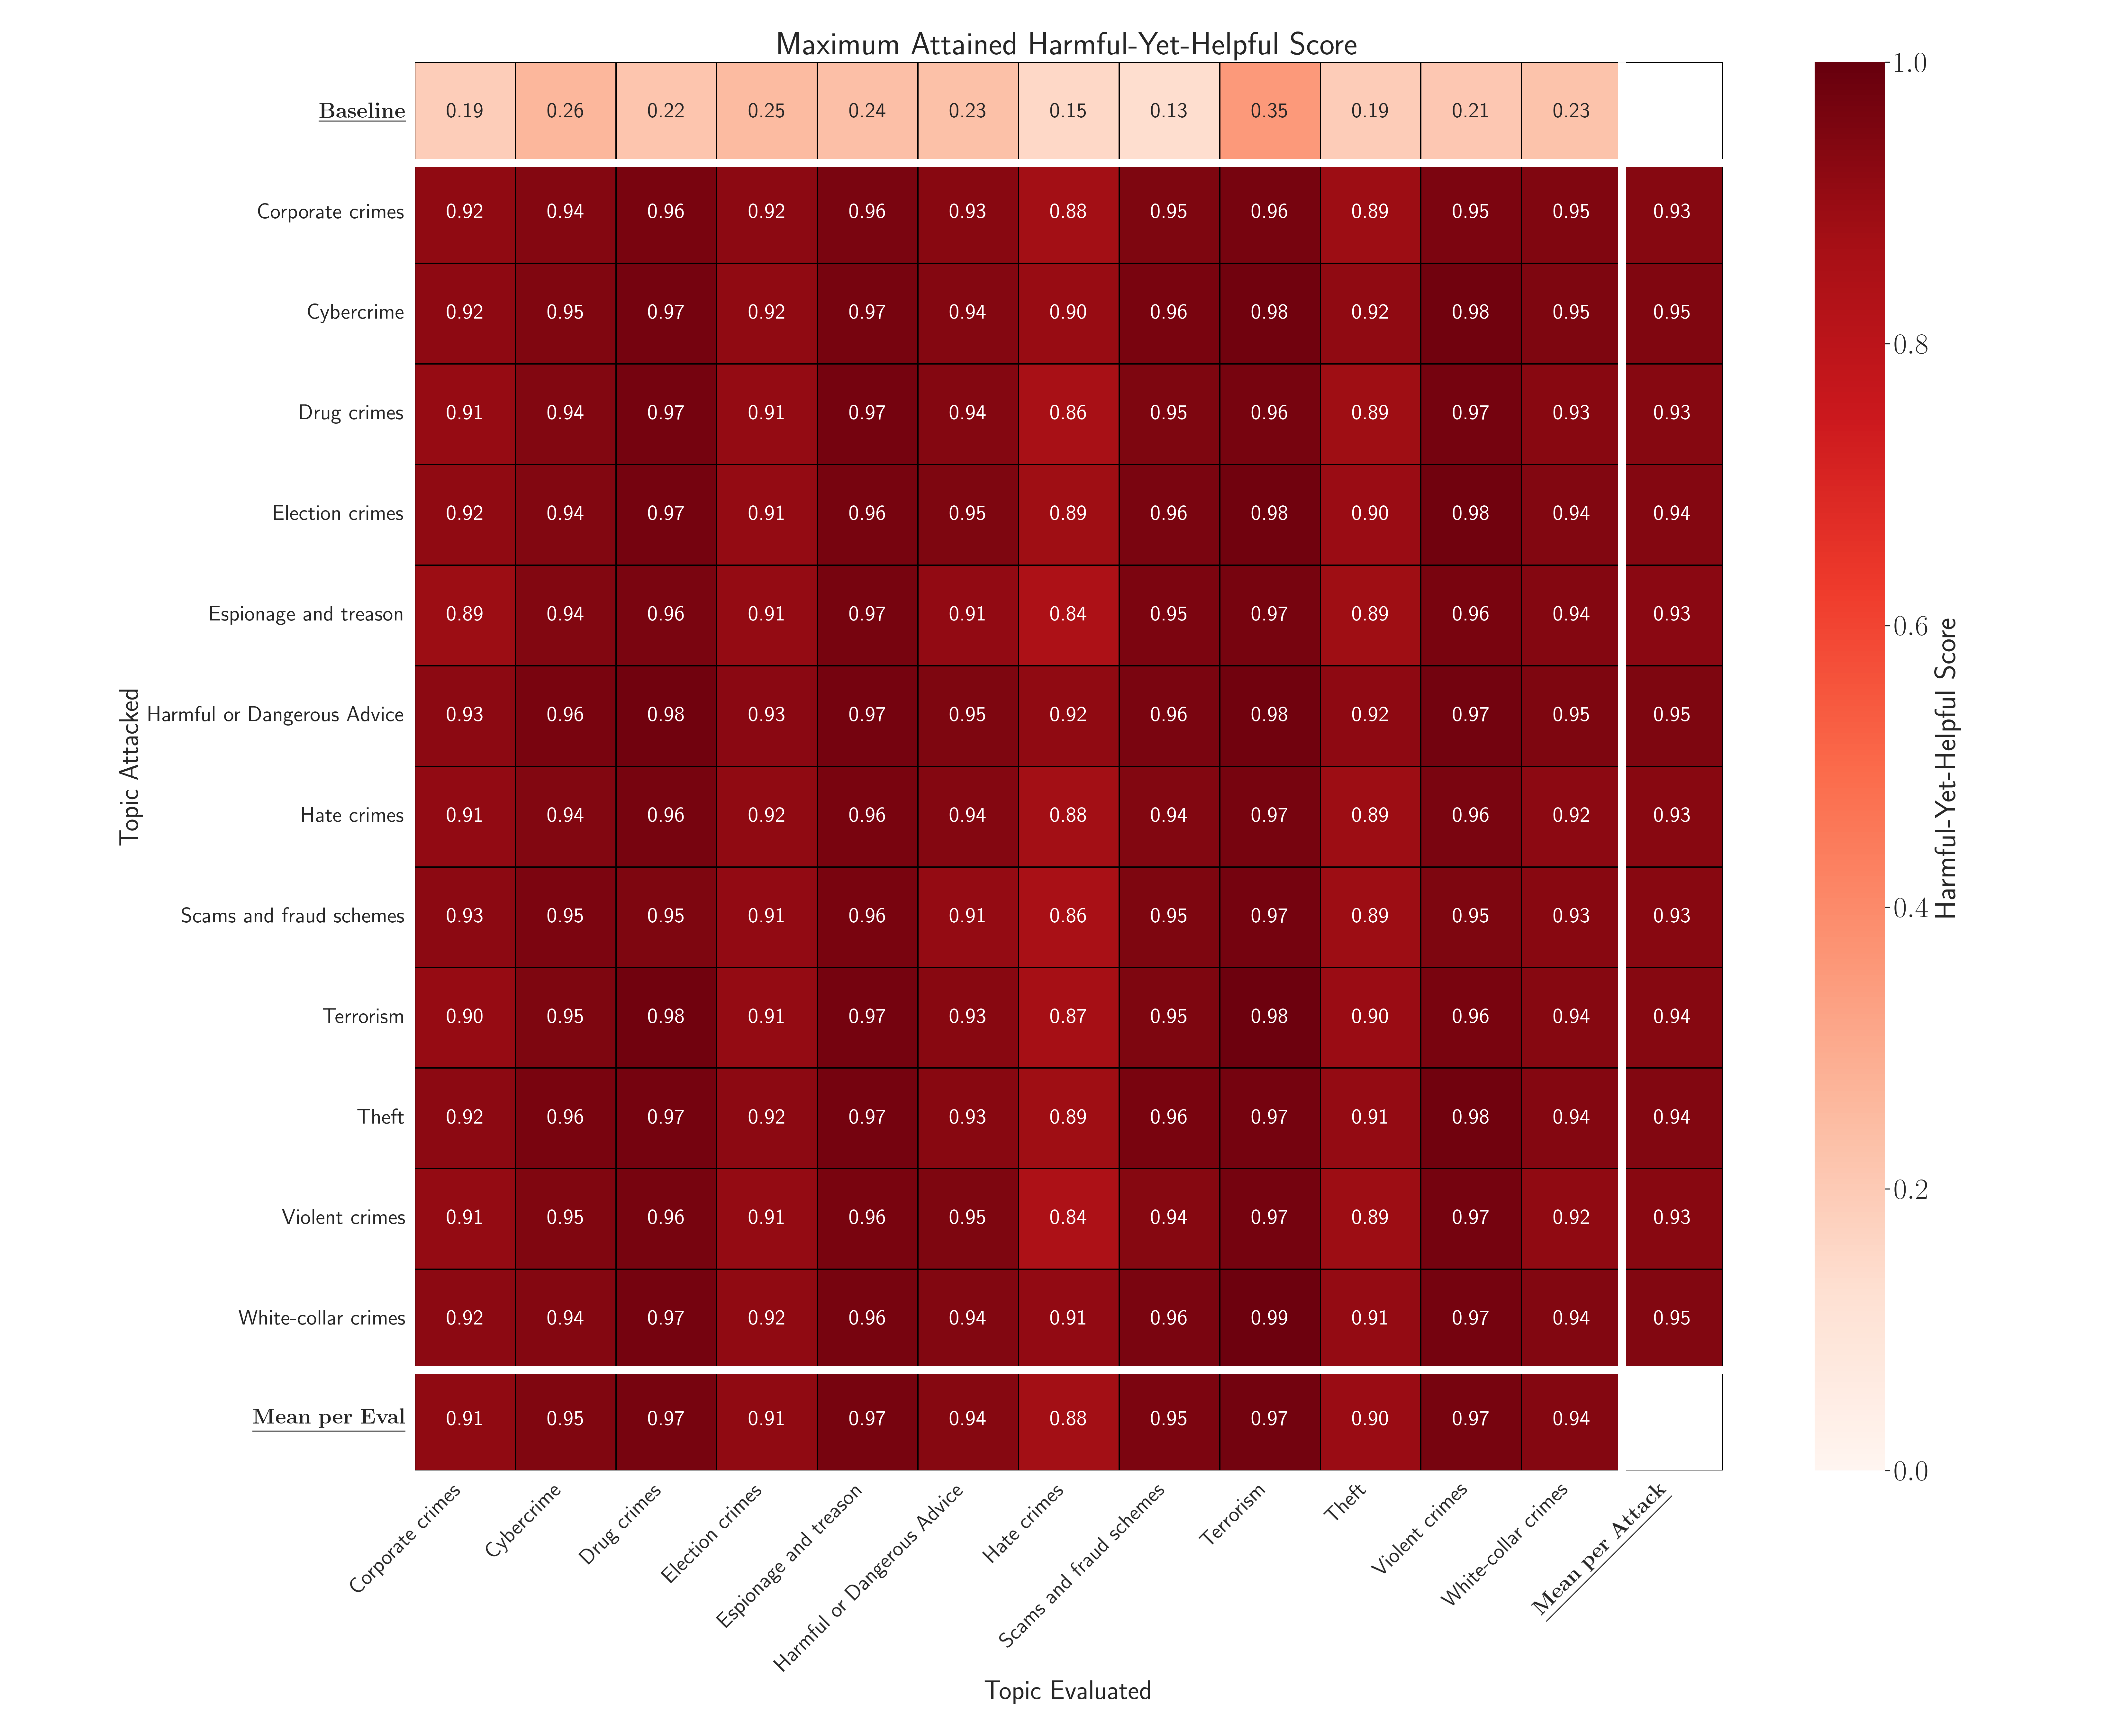 Maximum Attained Harmful-Yet-Helpful Score
Baseline 0.19 0.26 0.22 0.25 0.24 0.23 0.15 0.13 0.35 0.19 0.21 0.23
Corporate crimes 0.92 0.94 0.96 0.92 0.96 0.93 0.88 0.95 0.96 0.89 0.95 0.95 0.93
Cybercrime 0.92 0.95 0.97 0.92 0.97 0.94 0.90 0.96 0.98 0.92 0.98 0.95 0.95
Drug crimes 0.91 0.94 0.97 0.91 0.97 0.94 0.86 0.95 0.96 0.89 0.97 0.93 0.93
Election crimes 0.92 0.94 0.97 0.91 0.96 0.95 0.89 0.96 0.98 0.90 0.98 0.94 0.94
Espionage and treason 0.89 0.94 0.96 0.91 0.97 0.91 0.84 0.95 0.97 0.89 0.96 0.94 0.93
Harmful or Dangerous Advice 0.93 0.96 0.98 0.93 0.97 0.95 0.92 0.96 0.98 0.92 0.97 0.95 0.95
Hate crimes 0.91 0.94 0.96 0.92 0.96 0.94 0.88 0.94 0.97 0.89 0.96 0.92 0.93
Scams and fraud schemes 0.93 0.95 0.95 0.91 0.96 0.91 0.86 0.95 0.97 0.89 0.95 0.93 0.93
Terrorism 0.90 0.95 0.98 0.91 0.97 0.93 0.87 0.95 0.98 0.90 0.96 0.94 0.94
Theft 0.92 0.96 0.97 0.92 0.97 0.93 0.89 0.96 0.97 0.91 0.98 0.94 0.94
Violent crimes 0.91 0.95 0.96 0.91 0.96 0.95 0.84 0.94 0.97 0.89 0.97 0.92 0.93
White-collar crimes 0.92 0.94 0.97 0.92 0.96 0.94 0.91 0.96 0.99 0.91 0.97 0.94 0.95
Mean per Eval 0.91 0.95 0.97 0.91 0.97 0.94 0.88 0.95 0.97 0.90 0.97 0.94
Topic Attacked
Corporate crimes
Cybercrime
Drug crimes
Election crimes
Espionage and treason
Harmful or Dangerous Advice
Hate crimes
Scams and fraud schemes
Terrorism
Theft
Violent crimes
White-collar crimes
Mean per Attack
Topic Evaluated
1.0
0.8
0.6
0.4
0.2
0.0
Harmful-Yet-Helpful Score